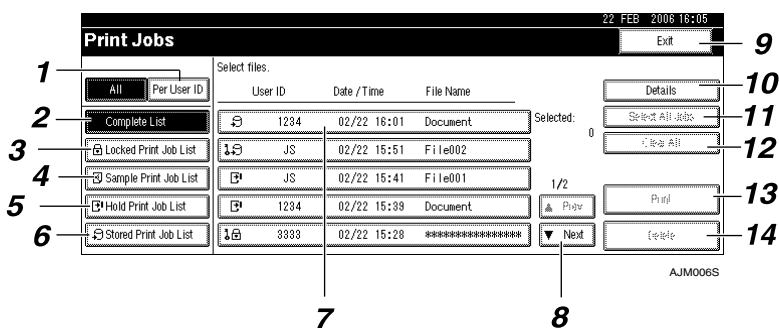 22 FEB 2006 16:05
Print Jobs
Exit
9
1
Select files.
All Per User ID
User ID Date / Time File Name
Details
10
2
Complete List
1234 02/22 16:01 Document
Selected:
0
Select All Jobs
11
3
Locked Print Job List
JS 02/22 15:51 File002
Clear All
12
4
Sample Print Job List
JS 02/22 15:41 File001
1/2
5
Hold Print Job List
1234 02/22 15:39 Document
▲ Prev
Print
13
6
Stored Print Job List
3333 02/22 15:28 ****************
▼ Next
Delete
14
AJM006S
7
8